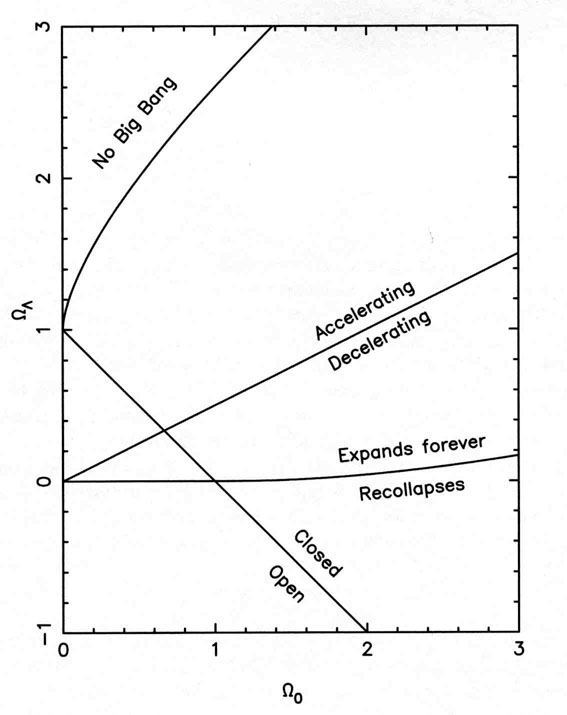 3
No Big Bang
2
Ω_Λ
Accelerating
Decelerating
1
Expands forever
0
Recollapses
Closed
Open
-1
0
1
2
3
Ω₀